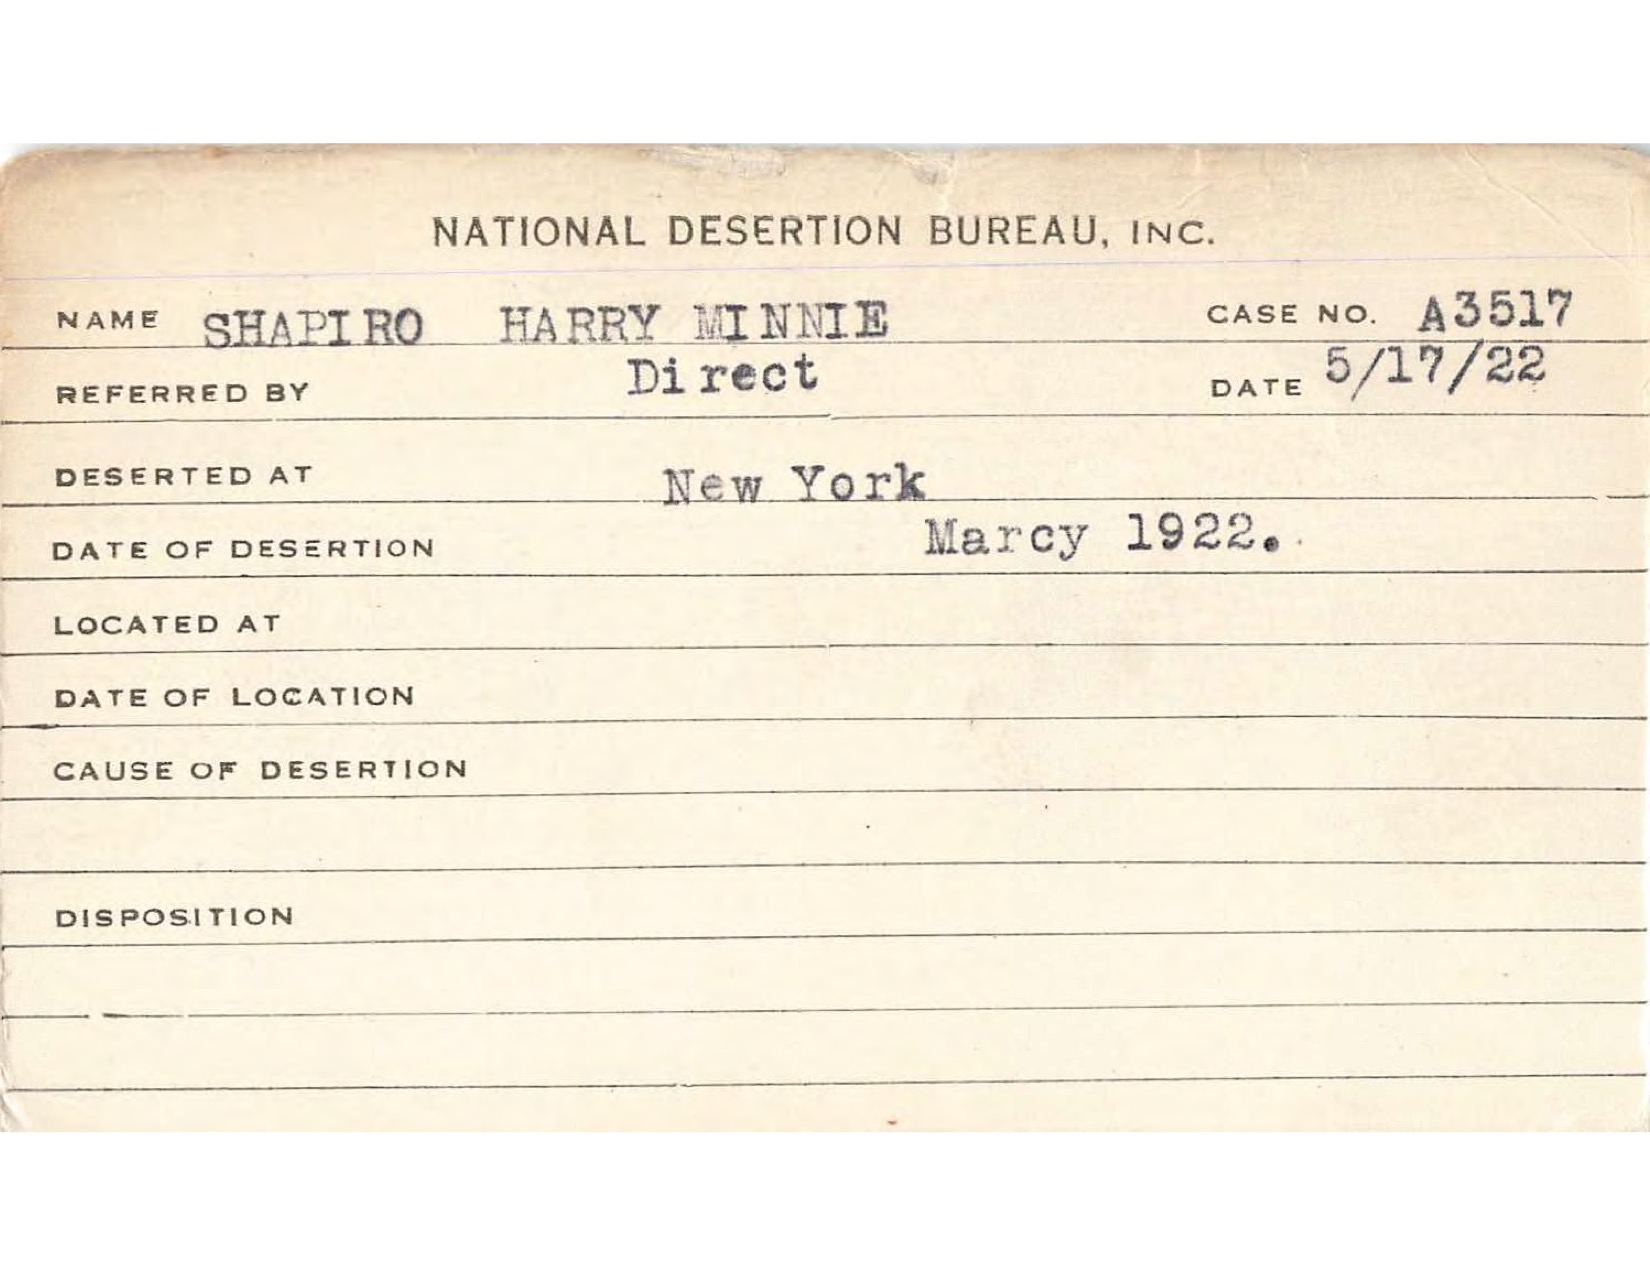 NATIONAL DESERTION BUREAU, INC.
NAME SHAPIRO HARRY MINNIE CASE NO. A3517
REFERRED BY Direct DATE 5/17/22
DESERTED AT New York
DATE OF DESERTION Marcy 1922.
LOCATED AT
DATE OF LOCATION
CAUSE OF DESERTION
DISPOSITION